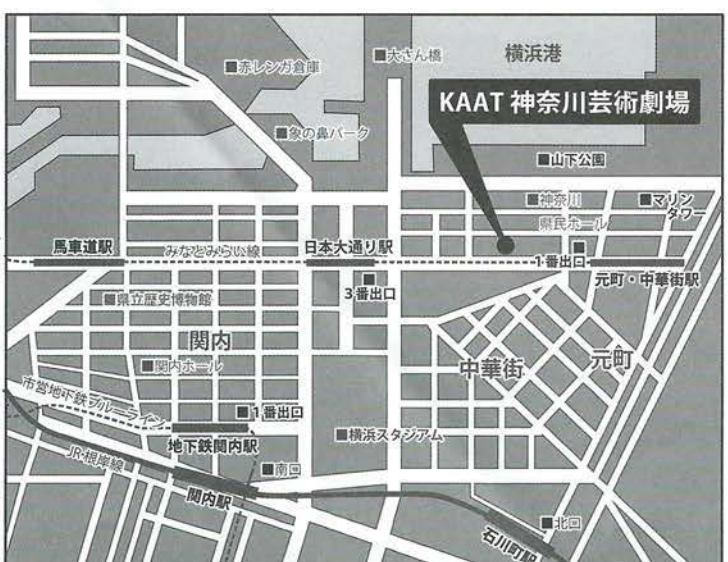 ■赤レンガ倉庫
■大さん橋
横浜港
KAAT 神奈川芸術劇場
■象の鼻パーク
■山下公園
■神奈川
県民ホール
■マリン
タワー
馬車道駅
みなとみらい線
日本大通り駅
■
1番出口
元町・中華街駅
■
3番出口
■県立歴史博物館
関内
■関内ホール
中華街
元町
市営地下鉄ブルーライン
■1番出口
地下鉄関内駅
■横浜スタジアム
JR根岸線
■南口
関内駅
■北口
石川町駅